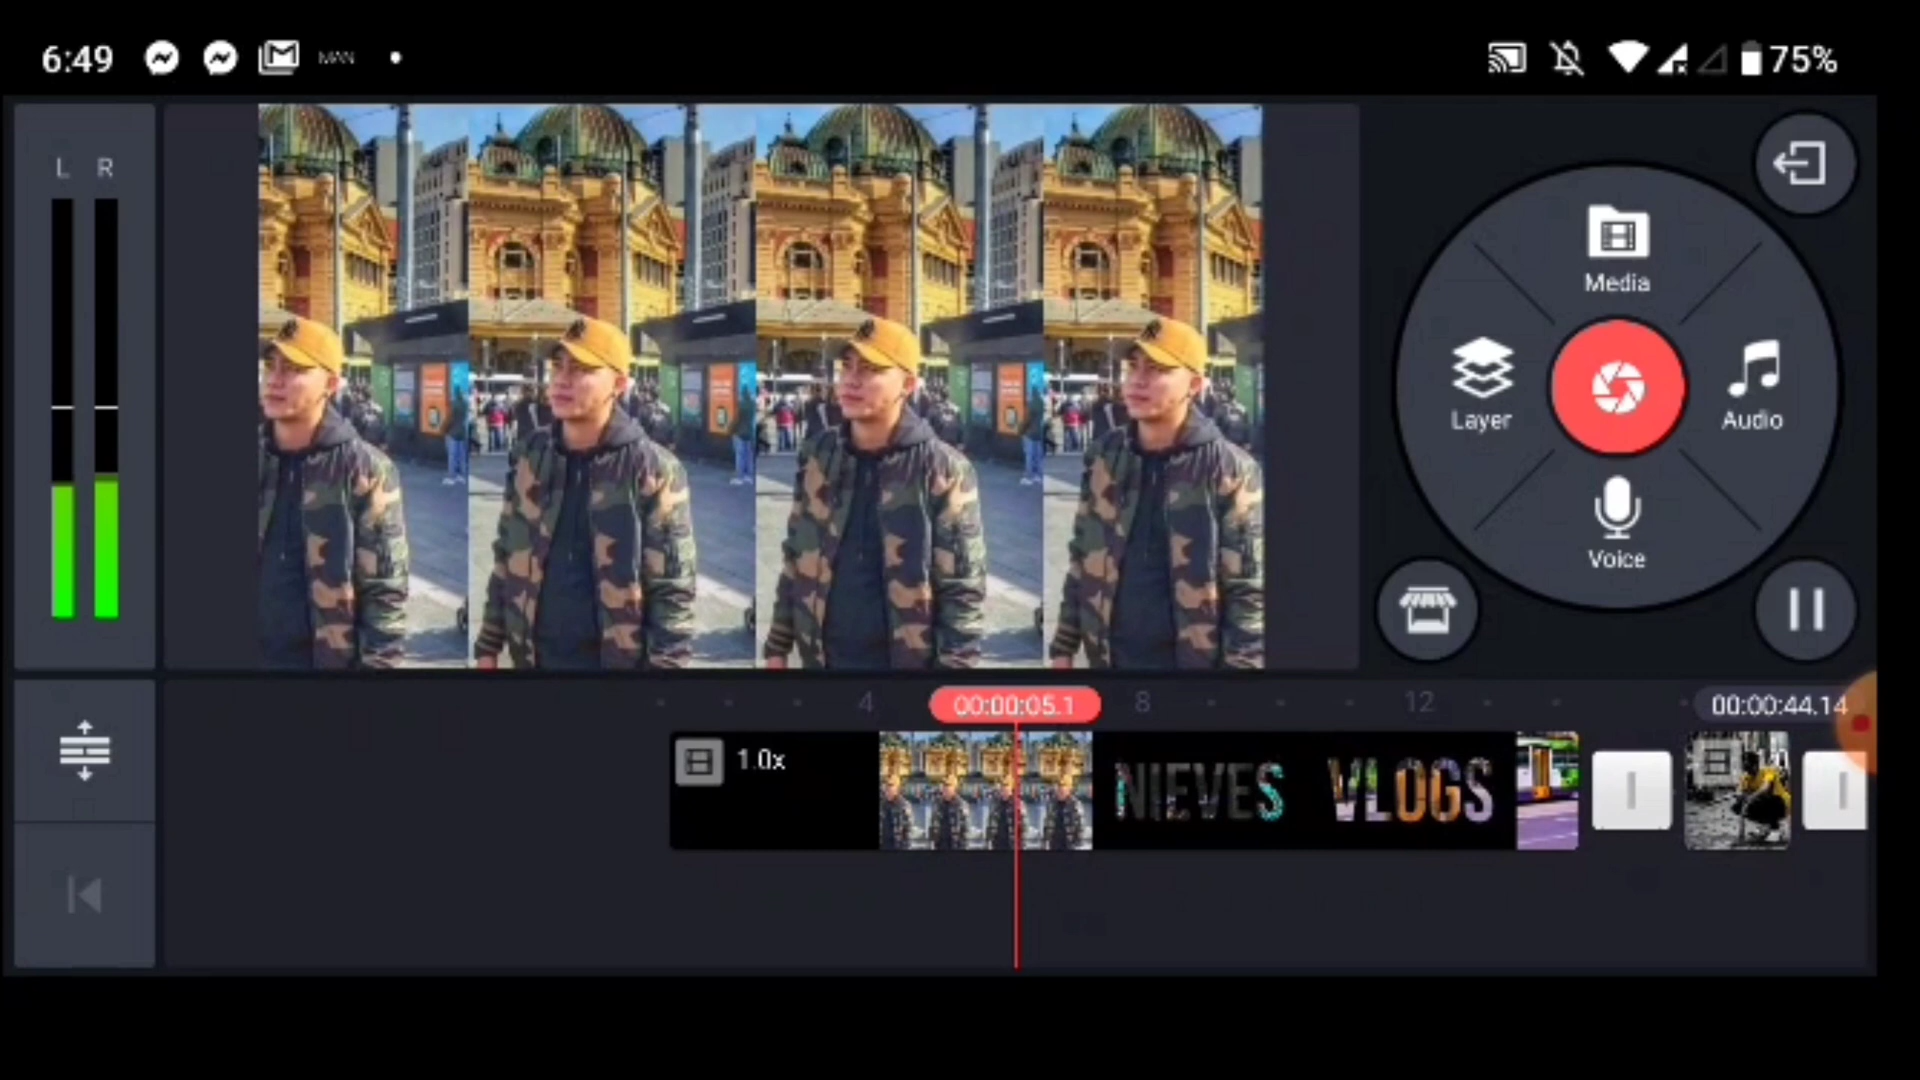 6:49 MAN 75%
L R
Media
Layer
Audio
Voice
4 00:00:05.1 8 12 00:00:44.14
1.0x
NIEVES VLOGS